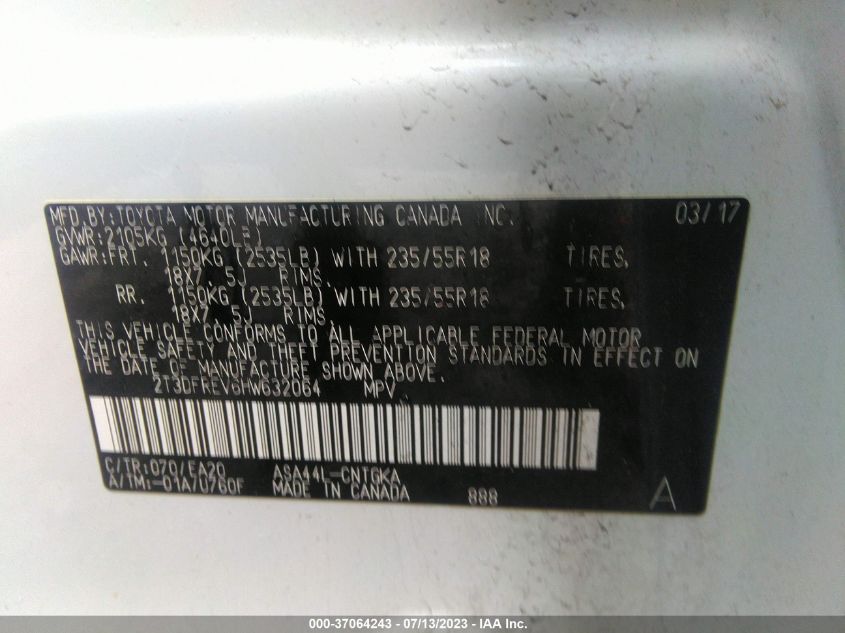 MFD.BY:TOYOTA MOTOR MANUFACTURING CANADA INC. 03/17
GVWR:2105KG (4640LB)
GAWR:FRT. 1150KG (2535LB) WITH 235/55R18 TIRES,
18X7.5J RIMS,
RR. 1150KG (2535LB) WITH 235/55R18 TIRES,
18X7.5J RIMS,
THIS VEHICLE CONFORMS TO ALL APPLICABLE FEDERAL MOTOR
VEHICLE SAFETY AND THEFT PREVENTION STANDARDS IN EFFECT ON
THE DATE OF MANUFACTURE SHOWN ABOVE.
2T3DFREV6HW632064 MPV
C/TR:070/EA20 ASA44L-CNTGKA
A/TM:-01A/0760F MADE IN CANADA 888 A
000-37064243 - 07/13/2023 - IAA Inc.